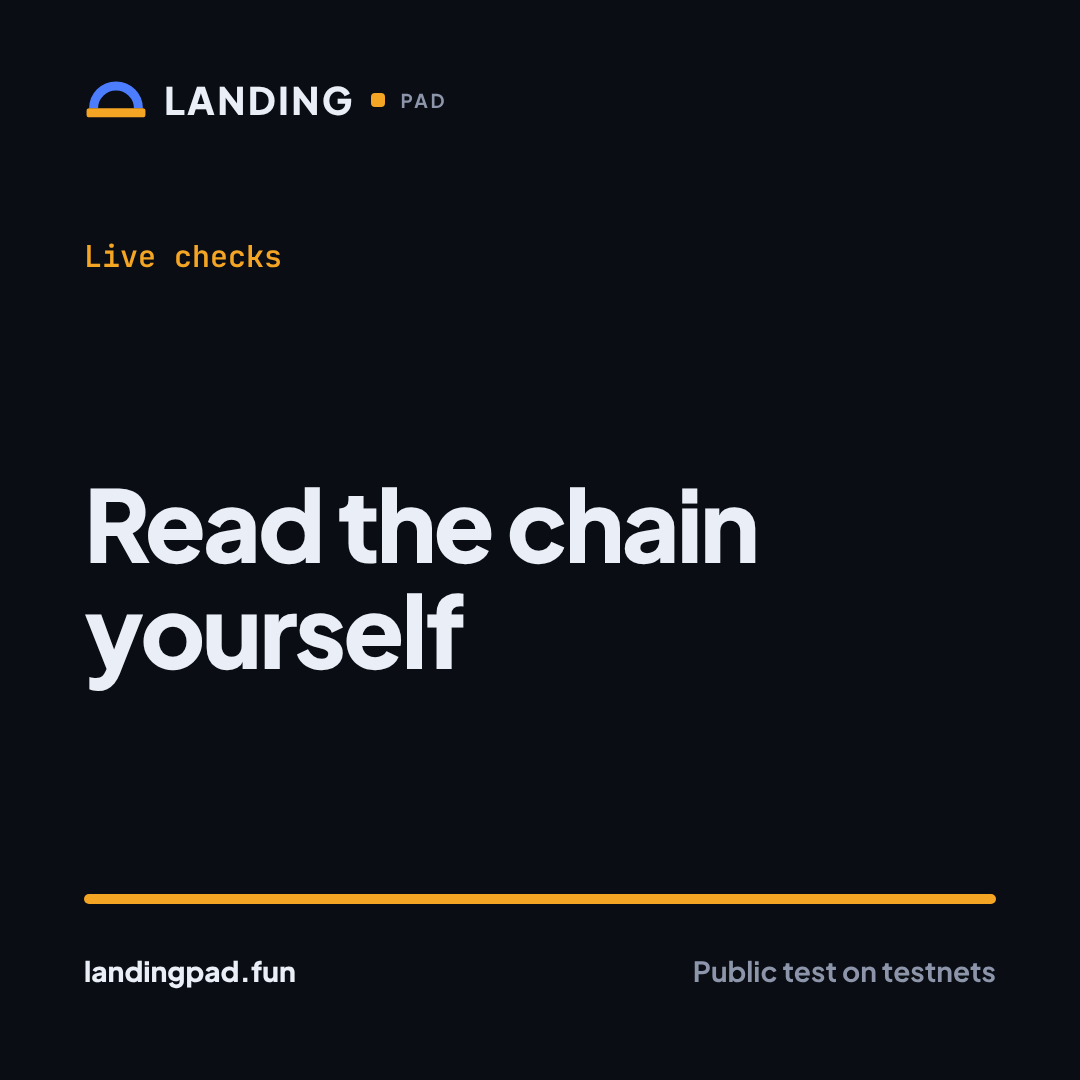 LANDING PAD
Live checks
Read the chain
yourself
landingpad.fun
Public test on testnets